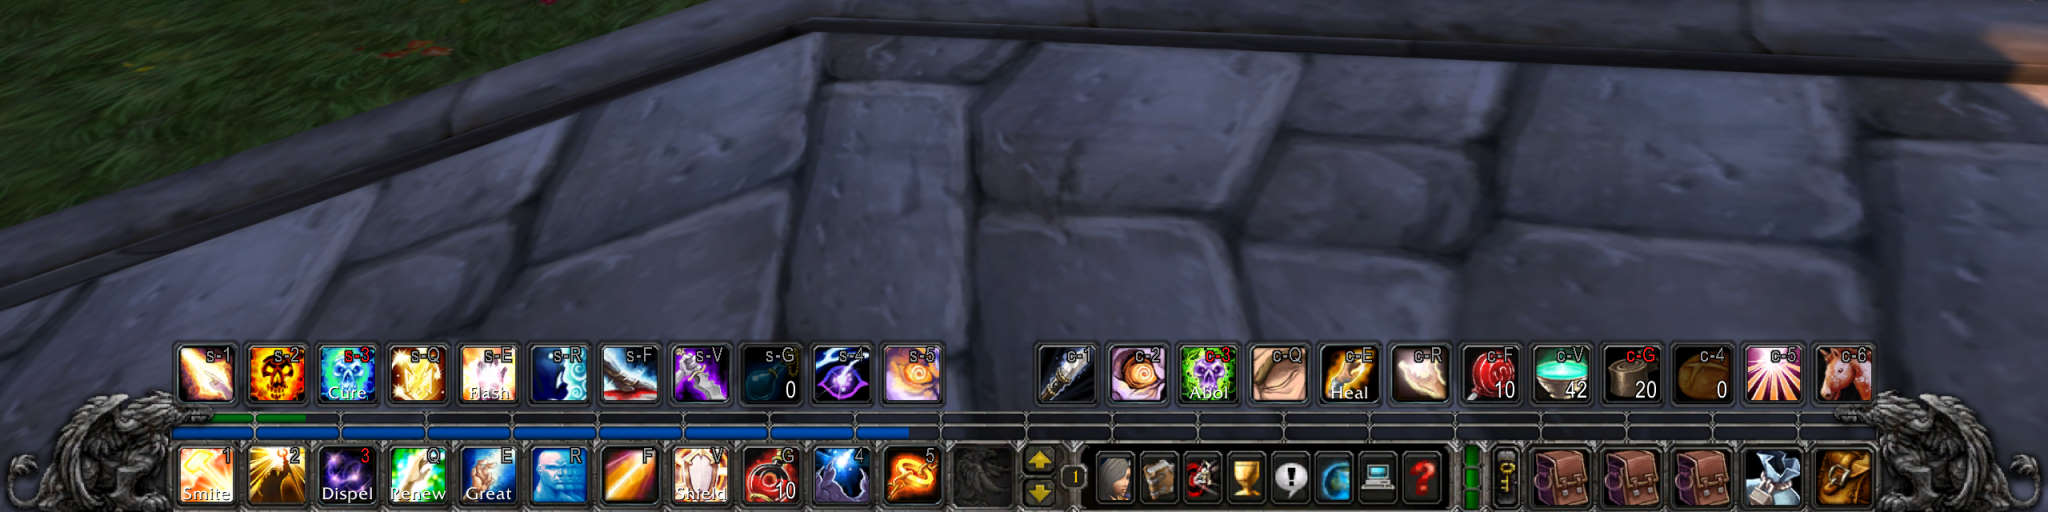 s-1 s-2 s-3 s-Q s-E s-R s-F s-V s-G s-4 s-5 c-1 c-2 c-3 c-Q c-E c-R c-F c-V c-G c-4 c-5 c-6
Cure Flash 0 Abol Heal 10 42 20 0
1 2 3 Q E R F V G 4 5
Smite Dispel Renew Great Shield 10
1
! ?